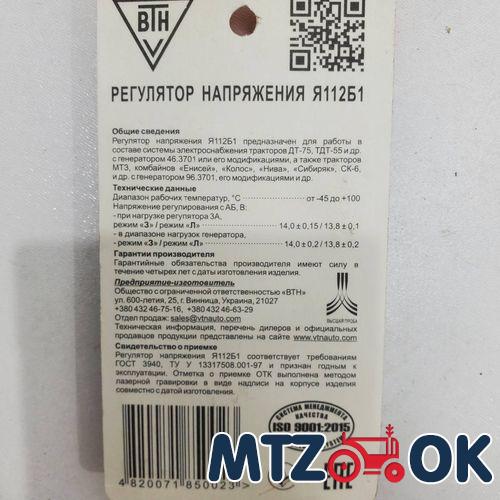 ВТН
РЕГУЛЯТОР НАПРЯЖЕНИЯ Я112Б1
Общие сведения
Регулятор напряжения Я112Б1 предназначен для работы в
составе системы электроснабжения тракторов ДТ-75, ТДТ-55 и др.
с генератором 46.3701 или его модификациями, а также тракторов
МТЗ, комбайнов «Енисей», «Колос», «Нива», «Сибиряк», СК-6,
и др. с генератором 96.3701, его модификациями и др.
Технические данные
Диапазон рабочих температур, °С от -45 до +100
Напряжение регулирования с АБ, В:
- при нагрузке регулятора 3А,
режим «З» / режим «Л» 14,0 ± 0,15 / 13,8 ± 0,1
- в диапазоне нагрузок генератора,
- режим «З» / режим «Л» 14,0 ± 0,2 / 13,8 ± 0,2
Гарантии производителя
Гарантийные обязательства производителя имеют силу в
течение четырех лет с даты изготовления изделия.
Предприятие-изготовитель
Общество с ограниченной ответственностью «ВТН»
ул. 600-летия, 25, г. Винница, Украина, 21027
+380 432 46-75-16, +380 432 46-63-29
Отдел продаж: sales@vtnauto.com
Техническая информация, перечень дилеров и официальных
продавцов продукции представлены на сайте www.vtnauto.com
ВЫСШАЯ ПРОБА
Свидетельство о приемке
Регулятор напряжения Я112Б1 соответствует требованиям
ГОСТ 3940, ТУ У 13317508.001-97 и признан годным к
эксплуатации. Отметка о приемке ОТК выполнена методом
лазерной гравировки в виде надписи на корпусе изделия
совместно с датой изготовления.
СИСТЕМА МЕНЕДЖМЕНТА
КАЧЕСТВА
ISO 9001:2015
4 820071 850023 >
MTZ OK